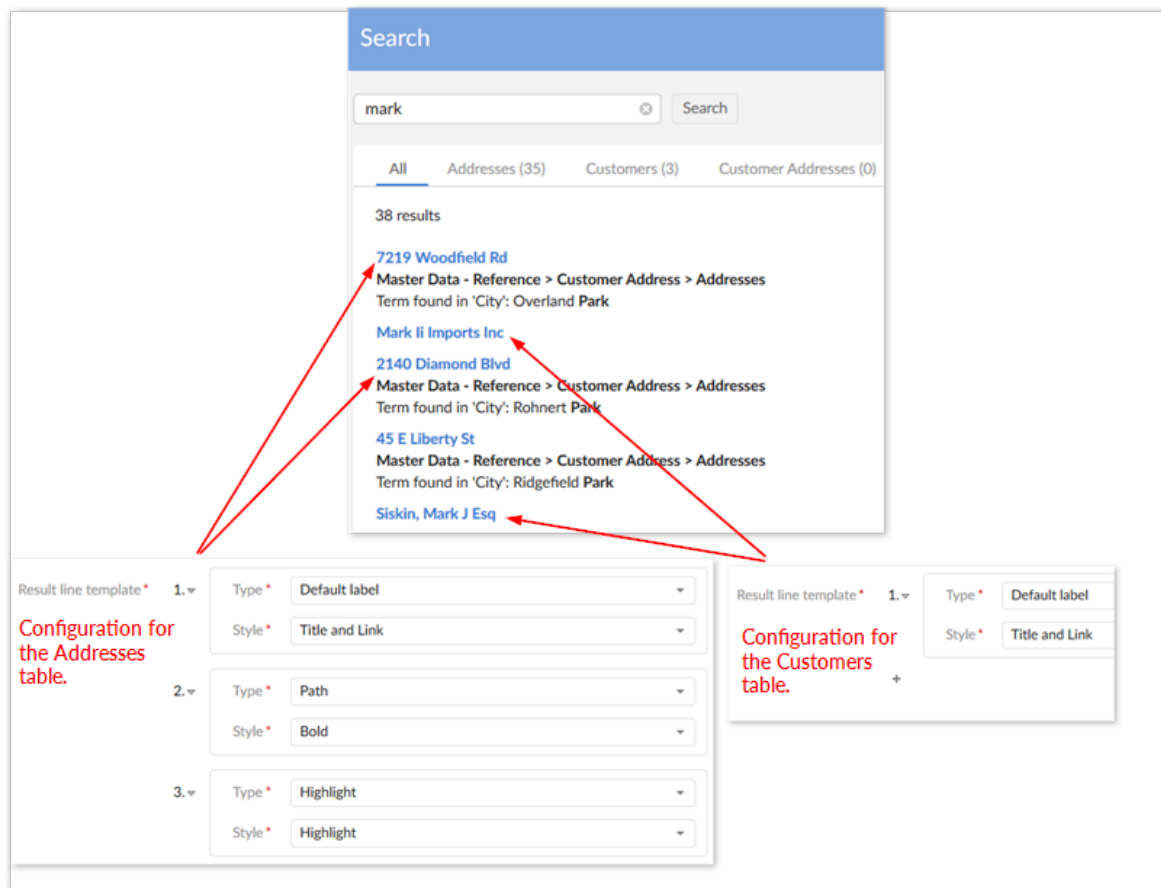 Search
mark Search
All Addresses (35) Customers (3) Customer Addresses (0)
38 results
7219 Woodfield Rd
Master Data - Reference > Customer Address > Addresses
Term found in 'City': Overland Park
Mark Ii Imports Inc
2140 Diamond Blvd
Master Data - Reference > Customer Address > Addresses
Term found in 'City': Rohnert Park
45 E Liberty St
Master Data - Reference > Customer Address > Addresses
Term found in 'City': Ridgefield Park
Siskin, Mark J Esq
Result line template* 1. Type* Default label
Style* Title and Link
Configuration for
the Addresses
table.
2. Type* Path
Style* Bold
3. Type* Highlight
Style* Highlight
Result line template* 1. Type* Default label
Style* Title and Link
Configuration for
the Customers
table.
+